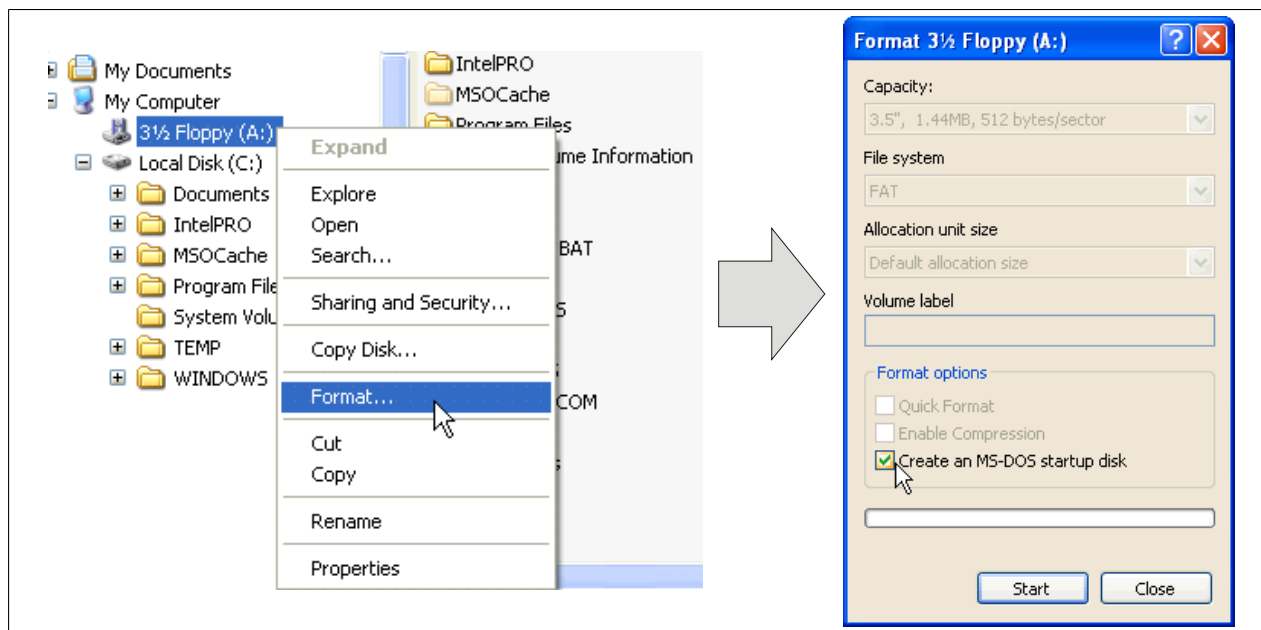 My Documents
My Computer
3½ Floppy (A:)
Local Disk (C:)
Documents
IntelPRO
MSOCache
Program File
System Volu
TEMP
WINDOWS
Expand
Explore
Open
Search...
Sharing and Security...
Copy Disk...
Format...
Cut
Copy
Rename
Properties
IntelPRO
MSOCache
Program Files
ume Information
BAT
COM
Format 3½ Floppy (A:)
Capacity:
3.5", 1.44MB, 512 bytes/sector
File system
FAT
Allocation unit size
Default allocation size
Volume label
Format options
Quick Format
Enable Compression
Create an MS-DOS startup disk
Start
Close